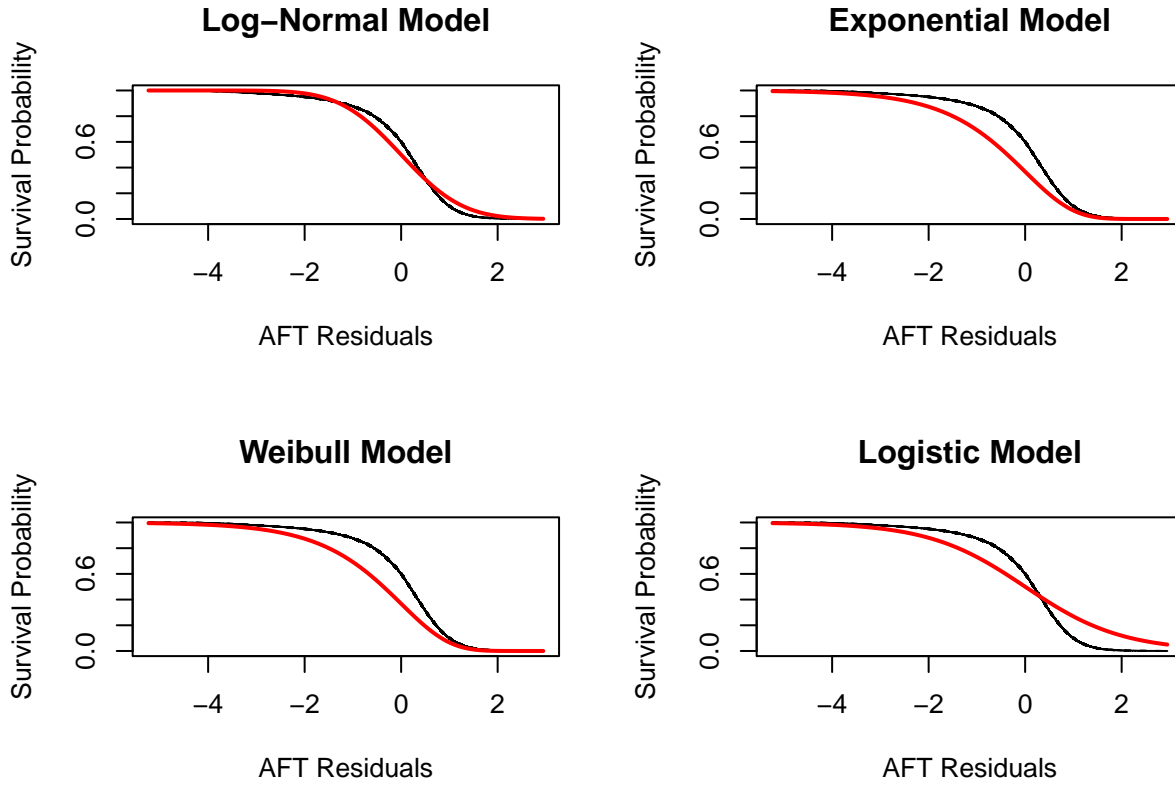 Log−Normal Model
Survival Probability
0.0
0.6
−4
−2
0
2
AFT Residuals
Exponential Model
Survival Probability
0.0
0.6
−4
−2
0
2
AFT Residuals
Weibull Model
Survival Probability
0.0
0.6
−4
−2
0
2
AFT Residuals
Logistic Model
Survival Probability
0.0
0.6
−4
−2
0
2
AFT Residuals